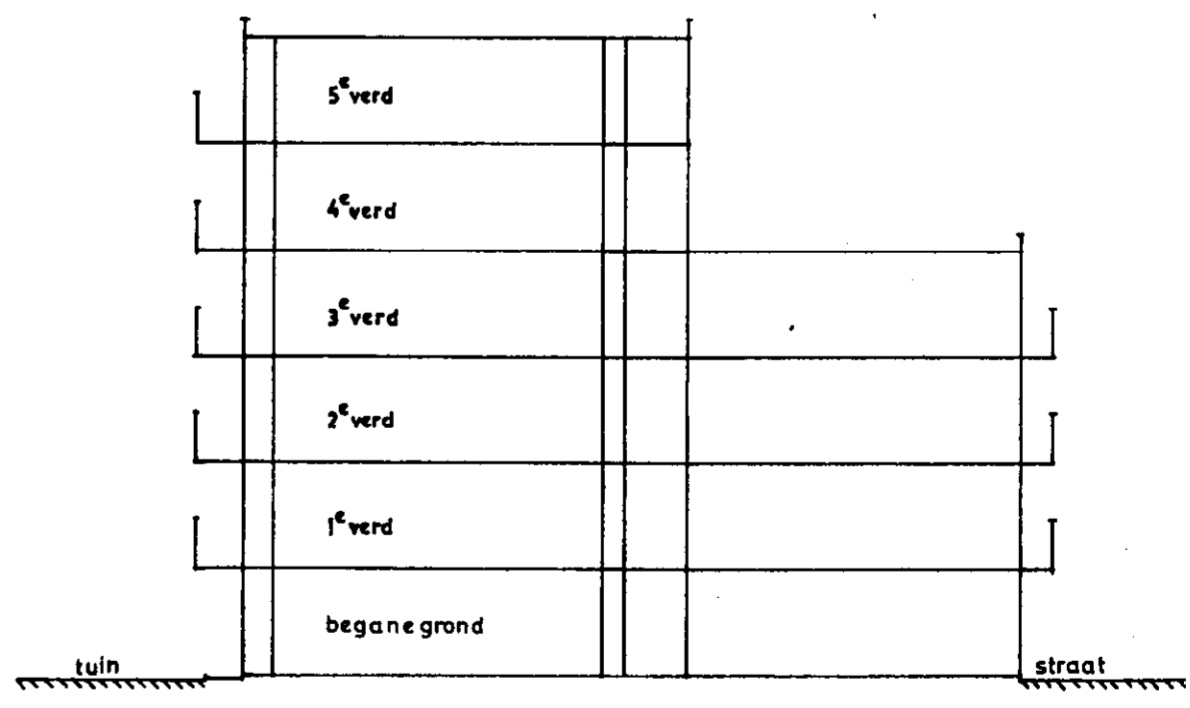 5e verd
4e verd
3e verd
2e verd
1e verd
begane grond
tuin
straat